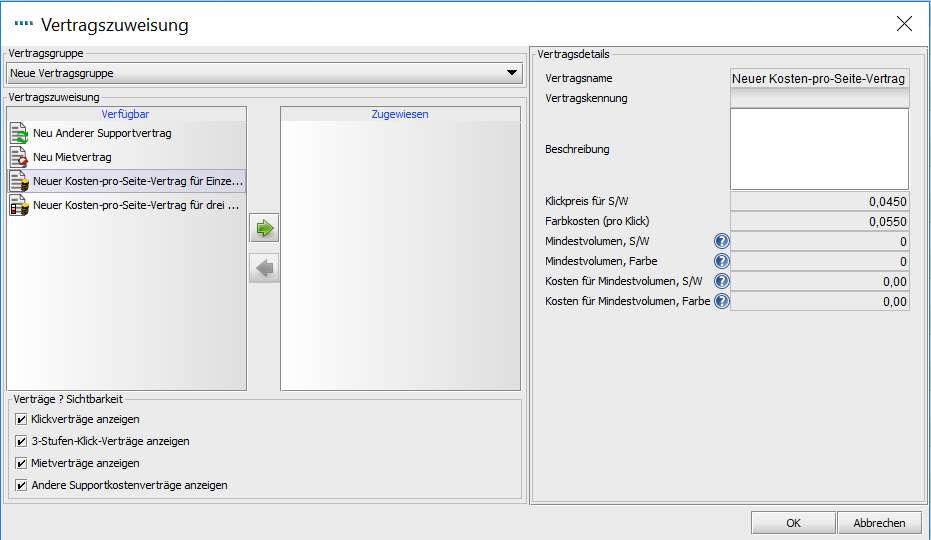 Vertragszuweisung
Vertragsgruppe
Neue Vertragsgruppe
Vertragszuweisung
Verfügbar
Neu Anderer Supportvertrag
Neu Mietvertrag
Neuer Kosten-pro-Seite-Vertrag für Einze...
Neuer Kosten-pro-Seite-Vertrag für drei ...
Zugewiesen
Verträge ? Sichtbarkeit
Klickverträge anzeigen
3-Stufen-Klick-Verträge anzeigen
Mietverträge anzeigen
Andere Supportkostenverträge anzeigen
Vertragsdetails
Vertragsname Neuer Kosten-pro-Seite-Vertrag
Vertragskennung
Beschreibung
Klickpreis für S/W 0,0450
Farbkosten (pro Klick) 0,0550
Mindestvolumen, S/W ? 0
Mindestvolumen, Farbe ? 0
Kosten für Mindestvolumen, S/W ? 0,00
Kosten für Mindestvolumen, Farbe ? 0,00
OK Abbrechen